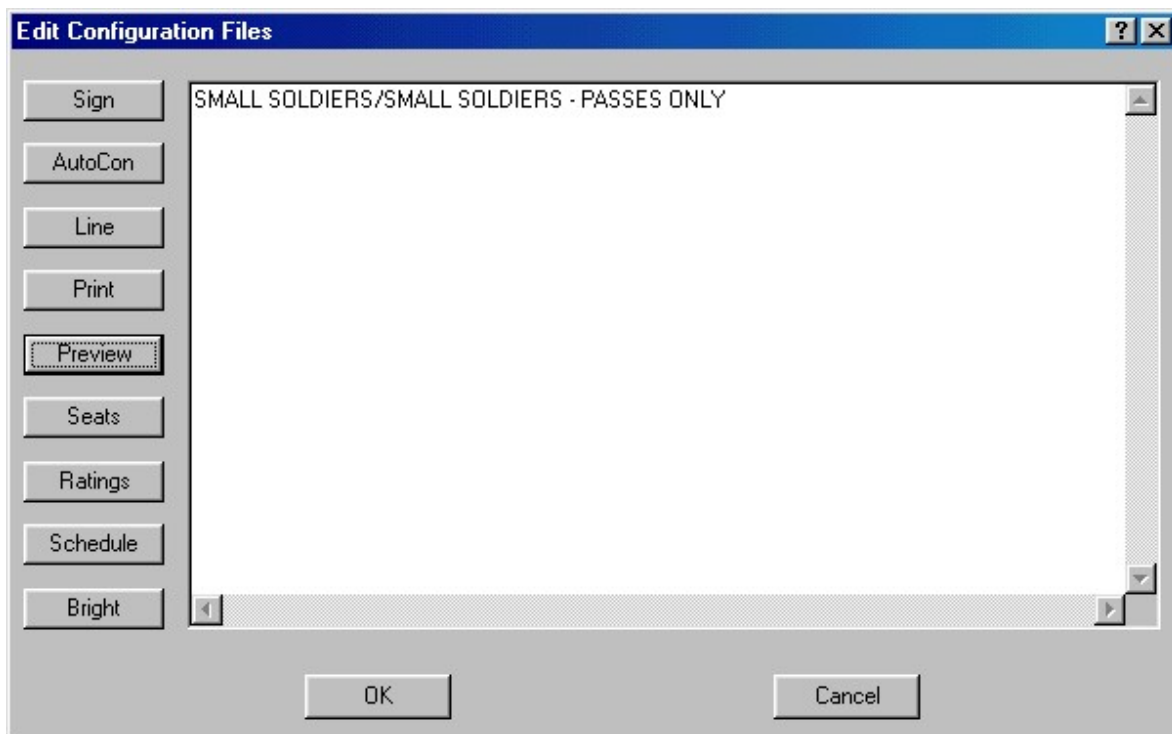 Edit Configuration Files
Sign
SMALL SOLDIERS/SMALL SOLDIERS - PASSES ONLY
AutoCon
Line
Print
Preview
Seats
Ratings
Schedule
Bright
OK
Cancel